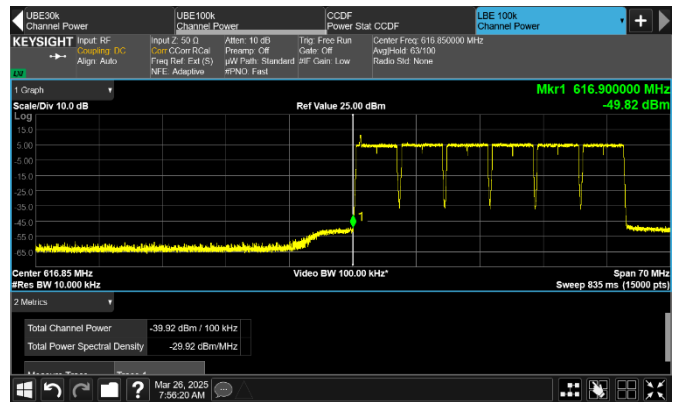 UBE30k
Channel Power
UBE100k
Channel Power
CCDF
Power Stat CCDF
LBE 100k
Channel Power
KEYSIGHT
Input: RF
Coupling: DC
Align: Auto
Input Z: 50 Ω
Corr CCorr RCal
Freq Ref: Ext (S)
NFE: Adaptive
Atten: 10 dB
Preamp: Off
µW Path: Standard
#PNO: Fast
Trig: Free Run
Gate: Off
#IF Gain: Low
Center Freq: 616.850000 MHz
Avg|Hold: 63/100
Radio Std: None
LXI
1 Graph
Mkr1 616.900000 MHz
Scale/Div 10.0 dB
Ref Value 25.00 dBm
-49.82 dBm
Log
15.0
5.00
-5.00
-15.0
-25.0
-35.0
-45.0
-55.0
-65.0
1
Center 616.85 MHz
Video BW 100.00 kHz*
Span 70 MHz
#Res BW 10.000 kHz
Sweep 835 ms (15000 pts)
2 Metrics
Total Channel Power
-39.92 dBm / 100 kHz
Total Power Spectral Density
-29.92 dBm/MHz
Mar 26, 2025
7:56:20 AM